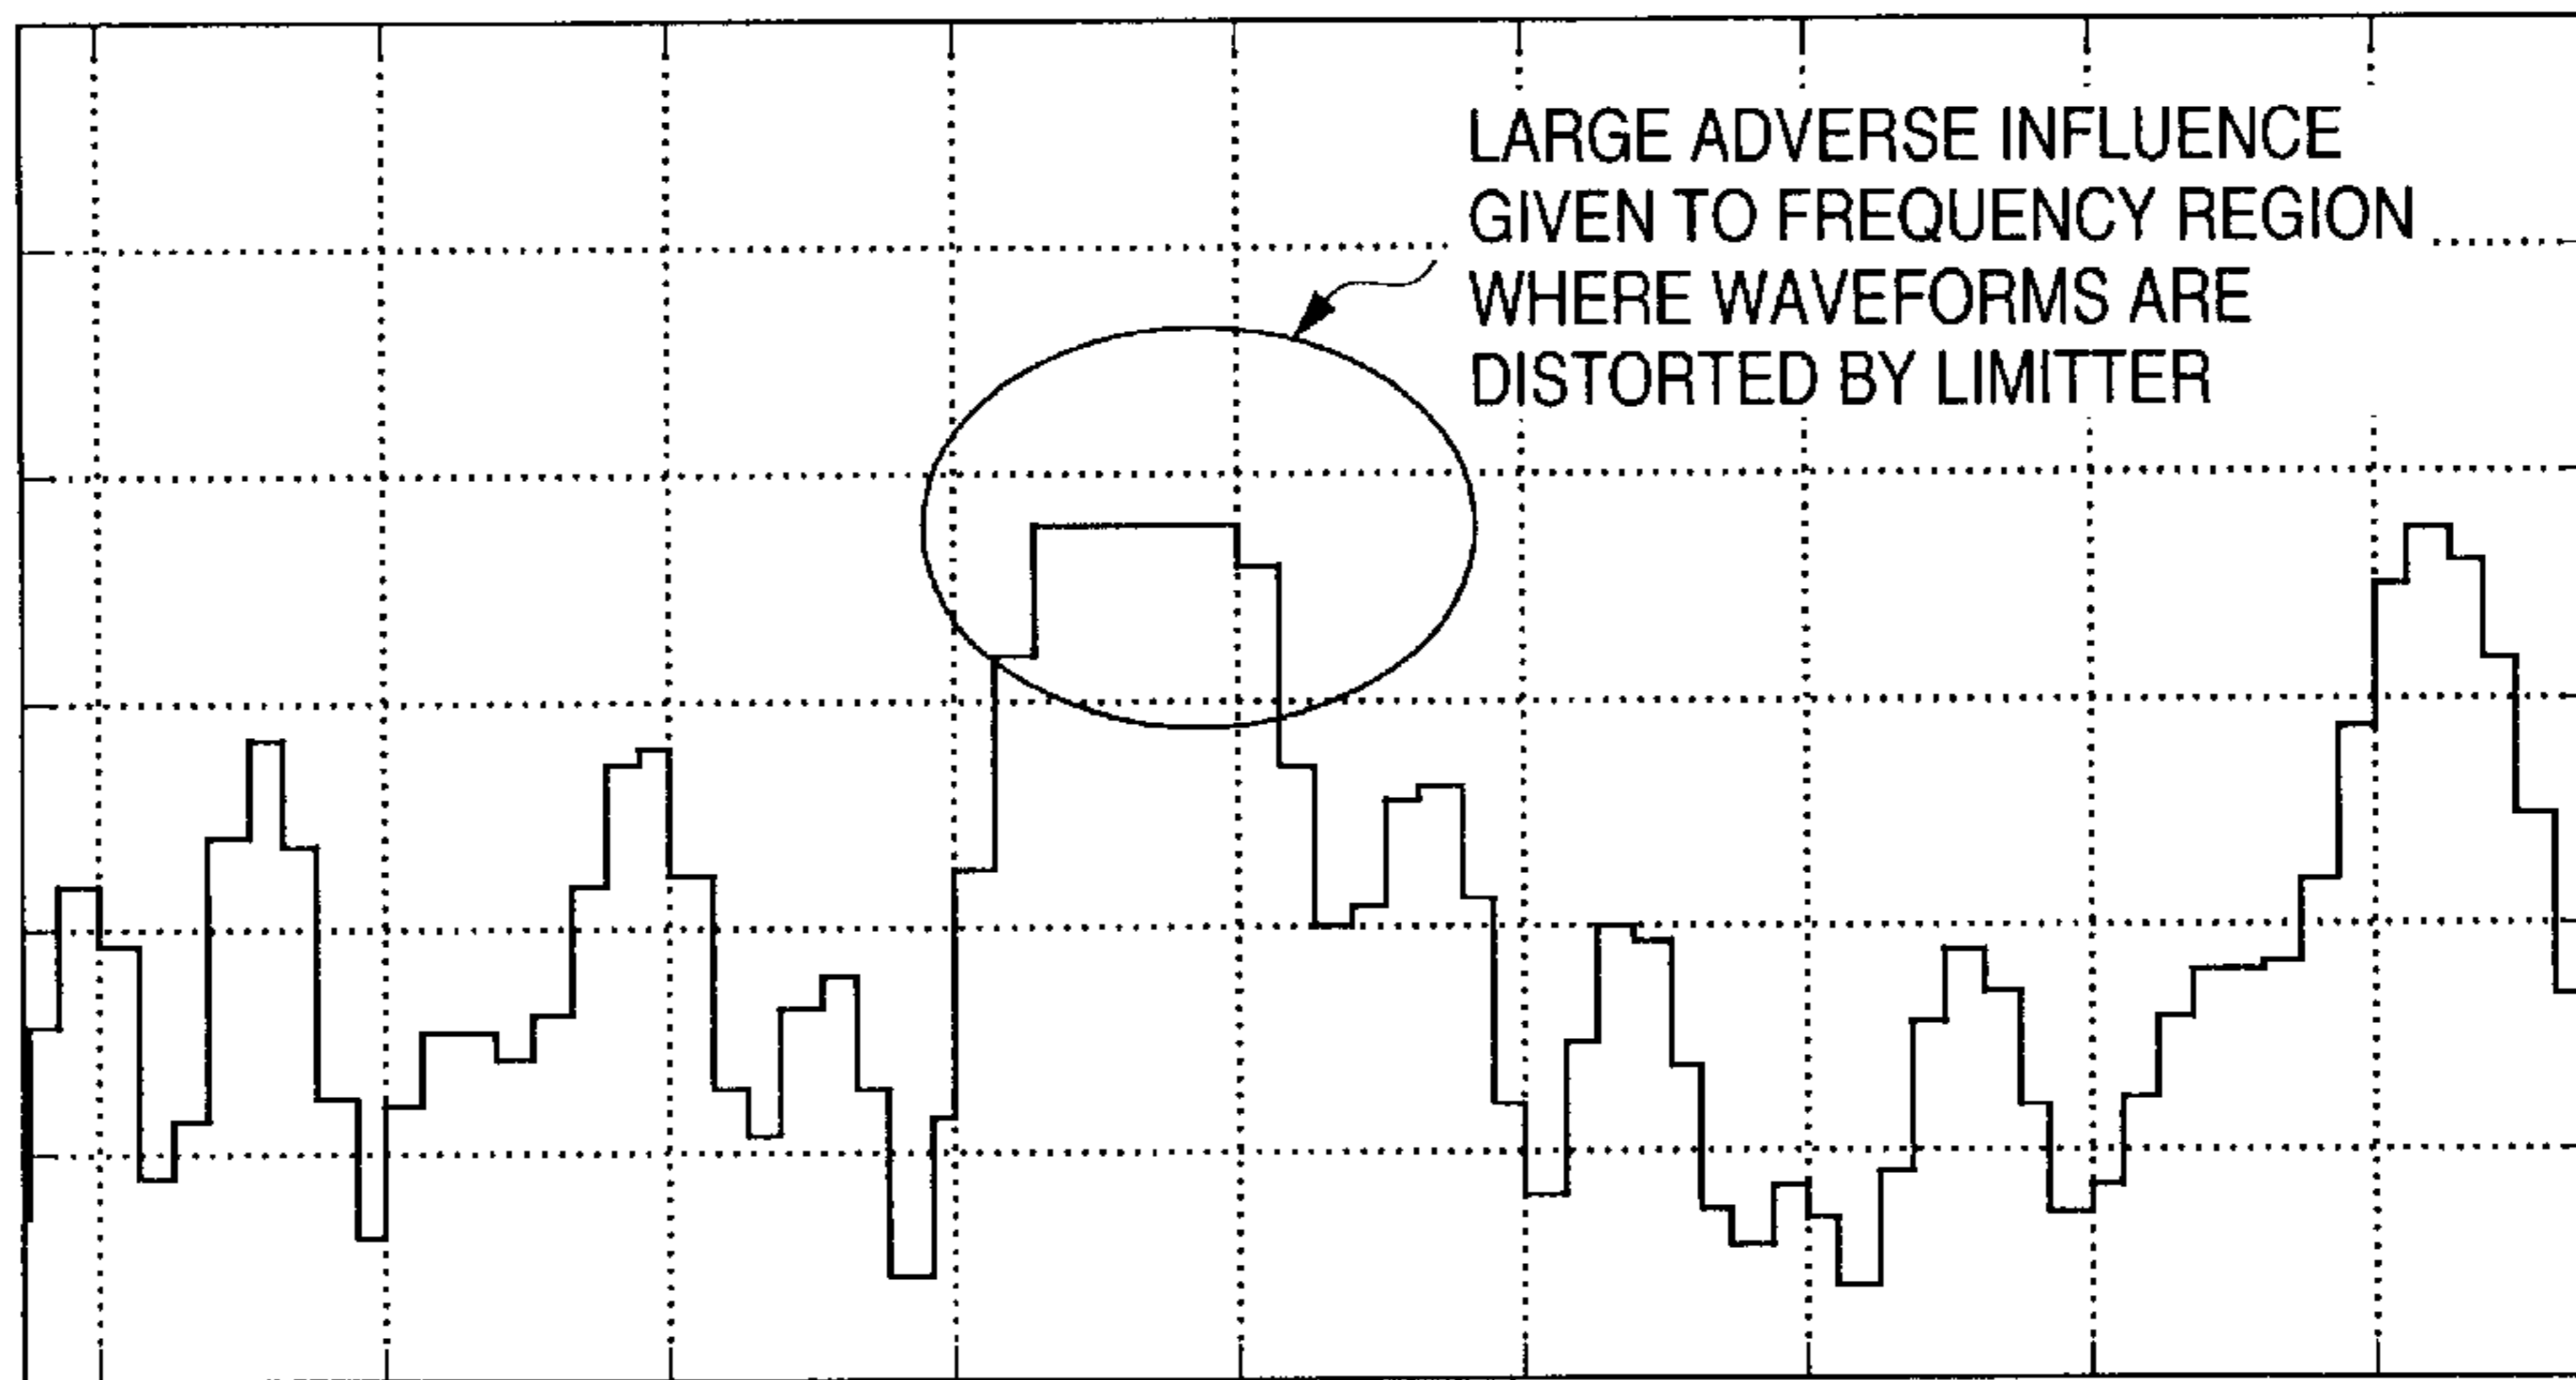 LARGE ADVERSE INFLUENCE
GIVEN TO FREQUENCY REGION
WHERE WAVEFORMS ARE
DISTORTED BY LIMITTER